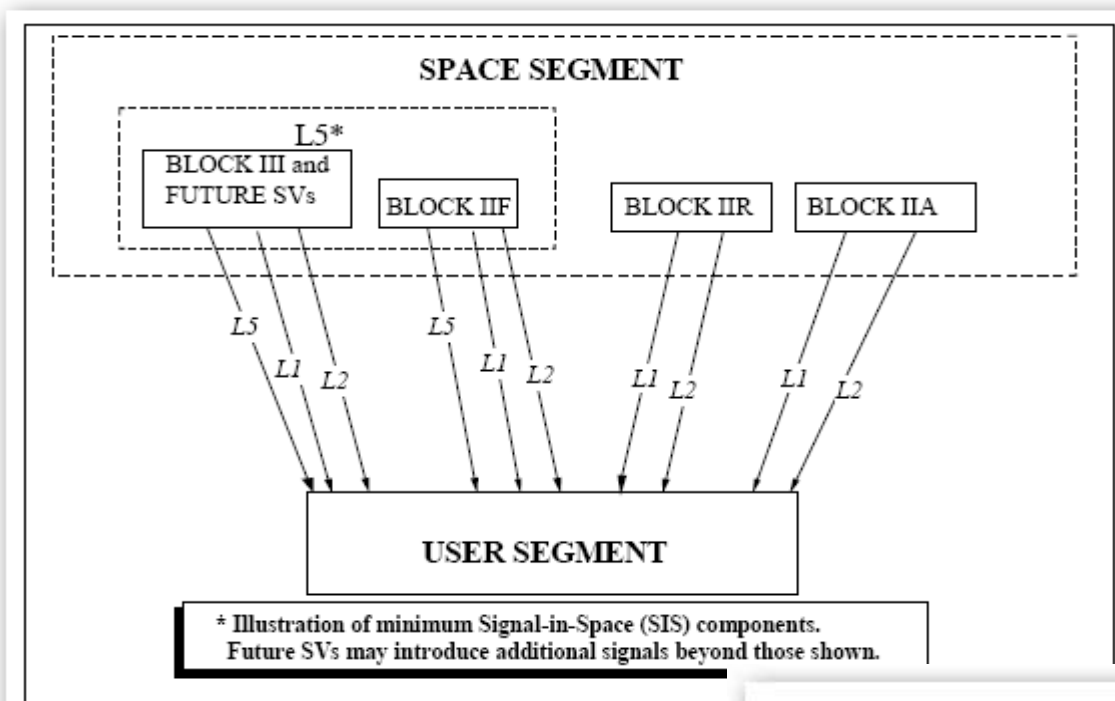 SPACE SEGMENT
L5*
BLOCK III and
FUTURE SVs
BLOCK IIF
BLOCK IIR
BLOCK IIA
L5
L1
L2
L5
L1
L2
L1
L2
L1
L2
USER SEGMENT
* Illustration of minimum Signal-in-Space (SIS) components.
Future SVs may introduce additional signals beyond those shown.